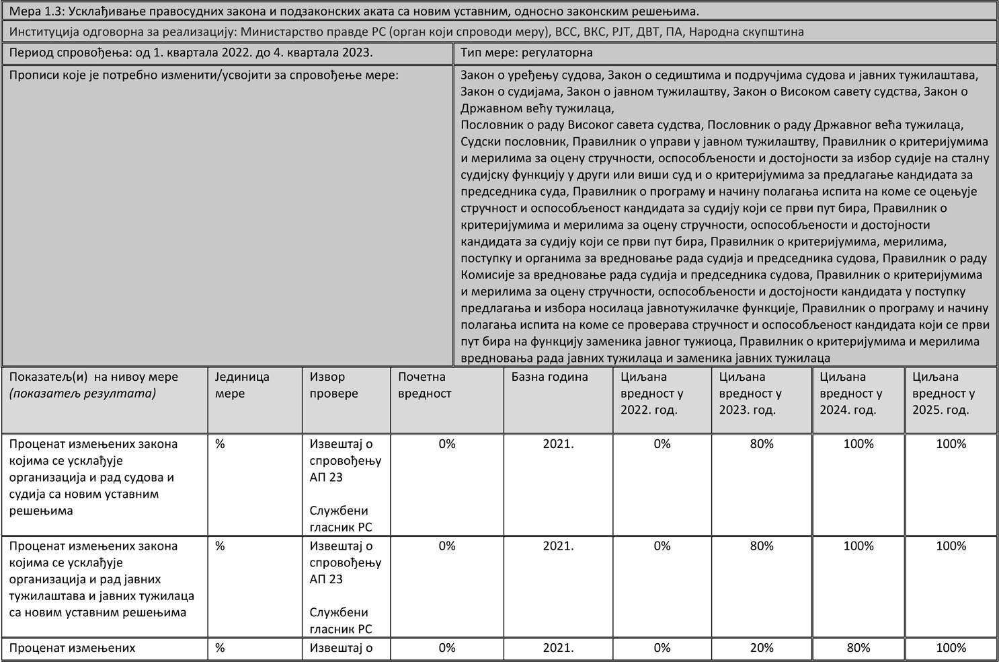 Мера 1.3: Усклађивање правосудних закона и подзаконских аката са новим уставним, односно законским решењима.
Институција одговорна за реализацију: Министарство правде РС (орган који спроводи меру), ВСС, ВКС, РЈТ, ДВТ, ПА, Народна скупштина
Период спровођења: од 1. квартала 2022. до 4. квартала 2023.
Тип мере: регулаторна
Прописи које је потребно изменити/усвојити за спровођење мере:
Закон о уређењу судова, Закон о седиштима и подручјима судова и јавних тужилаштава,
Закон о судијама, Закон о јавном тужилаштву, Закон о Високом савету судства, Закон о
Државном већу тужилаца,
Пословник о раду Високог савета судства, Пословник о раду Државног већа тужилаца,
Судски пословник, Правилник о управи у јавном тужилаштву, Правилник о критеријумима
и мерилима за оцену стручности, оспособљености и достојности за избор судије на сталну
судијску функцију у други или виши суд и о критеријумима за предлагање кандидата за
председника суда, Правилник о програму и начину полагања испита на коме се оцењује
стручност и оспособљеност кандидата за судију који се први пут бира, Правилник о
критеријумима и мерилима за оцену стручности, оспособљености и достојности
кандидата за судију који се први пут бира, Правилник о критеријумима, мерилима,
поступку и органима за вредновање рада судија и председника судова, Правилник о раду
Комисије за вредновање рада судија и председника судова, Правилник о критеријумима
и мерилима за оцену стручности, оспособљености и достојности кандидата у поступку
предлагања и избора носилаца јавнотужилачке функције, Правилник о програму и начину
полагања испита на коме се проверава стручност и оспособљеност кандидата који се први
пут бира на функцију заменика јавног тужиоца, Правилник о критеријумима и мерилима
вредновања рада јавних тужилаца и заменика јавних тужилаца
Показатељ(и) на нивоу мере
(показатељ резултата)
Јединица
мере
Извор
провере
Почетна
вредност
Базна година
Циљана
вредност у
2022. год.
Циљана
вредност у
2023. год.
Циљана
вредност у
2024. год.
Циљана
вредност у
2025. год.
Проценат измењених закона
којима се усклађује
организација и рад судова и
судија са новим уставним
решењима
%
Извештај о
спровођењу
АП 23
Службени
гласник РС
0%
2021.
0%
80%
100%
100%
Проценат измењених закона
којима се усклађује
организација и рад јавних
тужилаштава и јавних тужилаца
са новим уставним решењима
%
Извештај о
спровођењу
АП 23
Службени
гласник РС
0%
2021.
0%
80%
100%
100%
Проценат измењених
%
Извештај о
0%
2021.
0%
20%
80%
100%